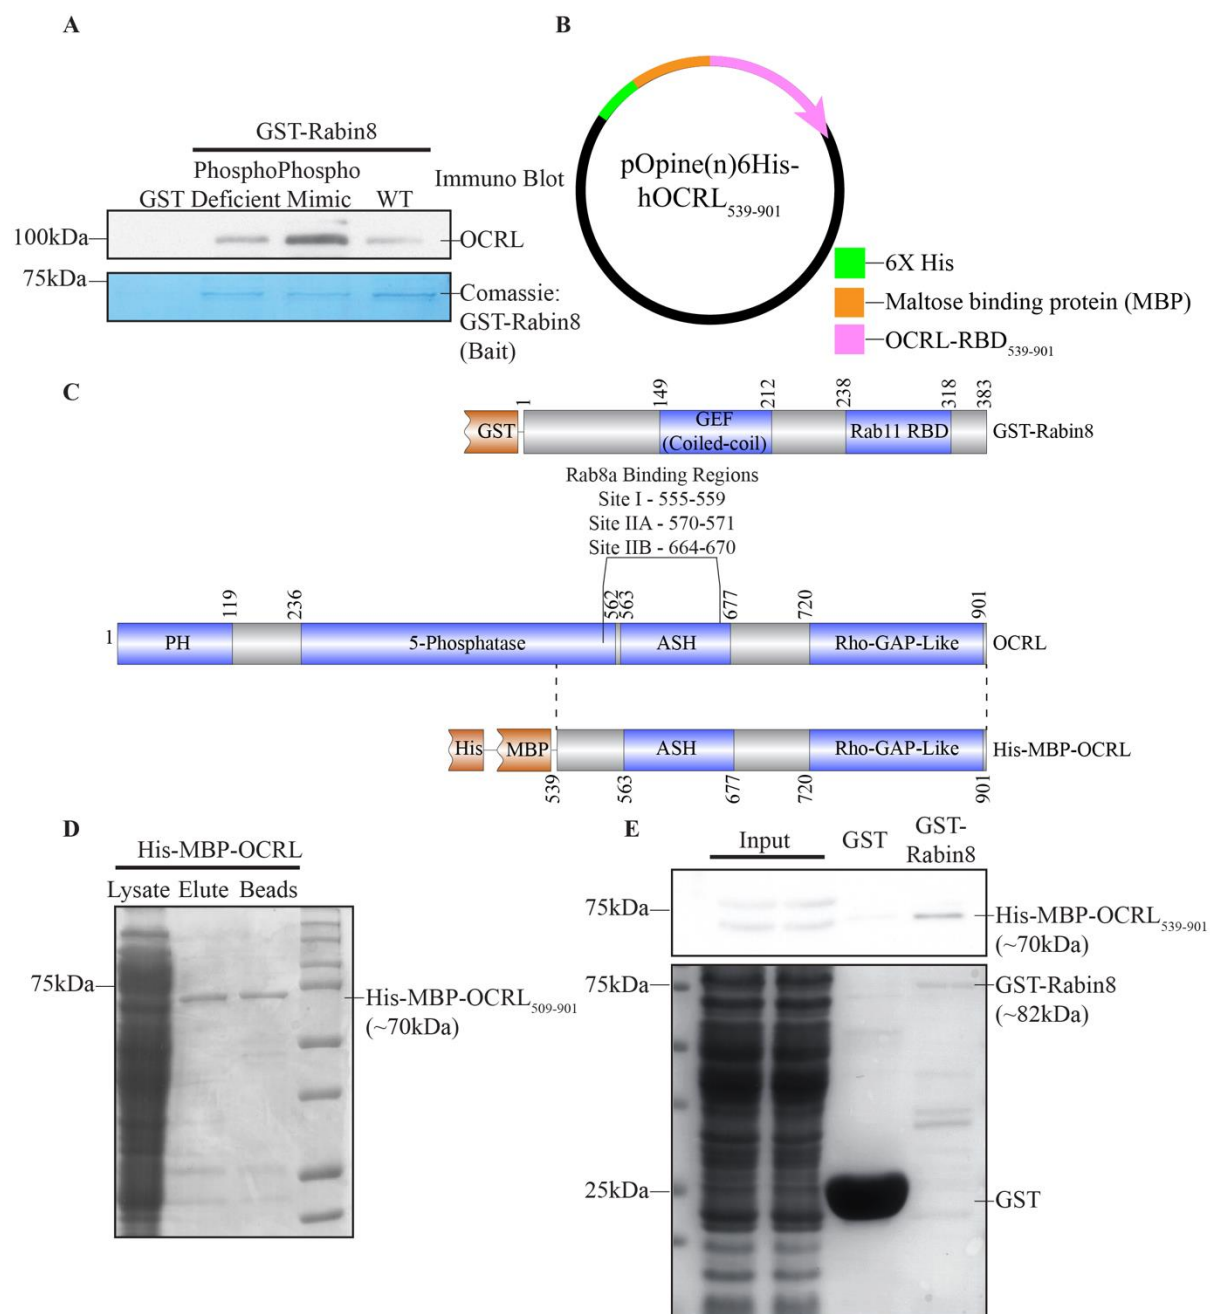 A
GST-Rabin8
Phospho Phospho
GST Deficient Mimic WT
Immuno Blot
100kDa
OCRL
75kDa
Comassie:
GST-Rabin8
(Bait)
B
pOpine(n)6His-
hOCRL539-901
6X His
Maltose binding protein (MBP)
OCRL-RBD539-901
C
1 149 212 238 318 383
GST
GEF
(Coiled-coil)
Rab11 RBD
GST-Rabin8
Rab8a Binding Regions
Site I - 555-559
Site IIA - 570-571
Site IIB - 664-670
119 236 562 563 677 720 901
1 PH 5-Phosphatase ASH Rho-GAP-Like OCRL
His MBP ASH Rho-GAP-Like His-MBP-OCRL
539 563 677 720 901
D
His-MBP-OCRL
Lysate Elute Beads
75kDa
His-MBP-OCRL509-901
(~70kDa)
E
Input GST GST-
Rabin8
75kDa
His-MBP-OCRL539-901
(~70kDa)
75kDa
GST-Rabin8
(~82kDa)
25kDa
GST